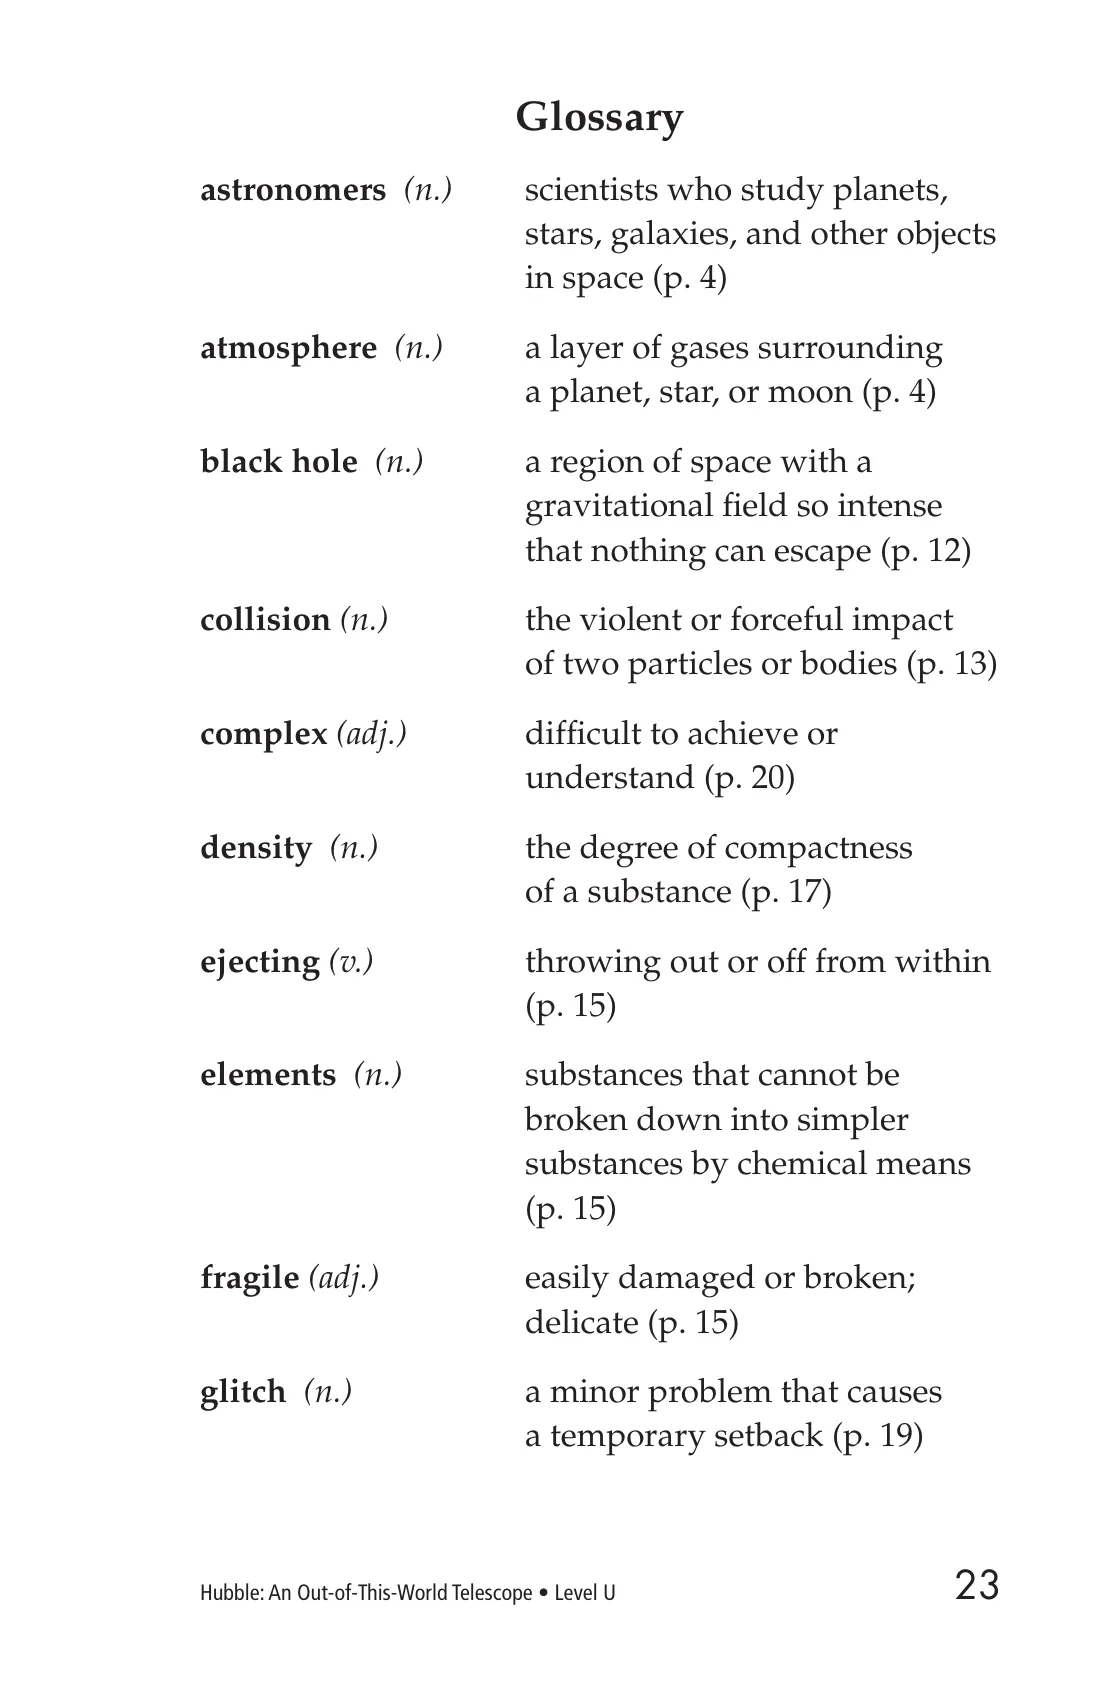 Glossary
astronomers (n.) scientists who study planets,
stars, galaxies, and other objects
in space (p. 4)
atmosphere (n.) a layer of gases surrounding
a planet, star, or moon (p. 4)
black hole (n.) a region of space with a
gravitational field so intense
that nothing can escape (p. 12)
collision (n.) the violent or forceful impact
of two particles or bodies (p. 13)
complex (adj.) difficult to achieve or
understand (p. 20)
density (n.) the degree of compactness
of a substance (p. 17)
ejecting (v.) throwing out or off from within
(p. 15)
elements (n.) substances that cannot be
broken down into simpler
substances by chemical means
(p. 15)
fragile (adj.) easily damaged or broken;
delicate (p. 15)
glitch (n.) a minor problem that causes
a temporary setback (p. 19)
Hubble: An Out-of-This-World Telescope • Level U 23